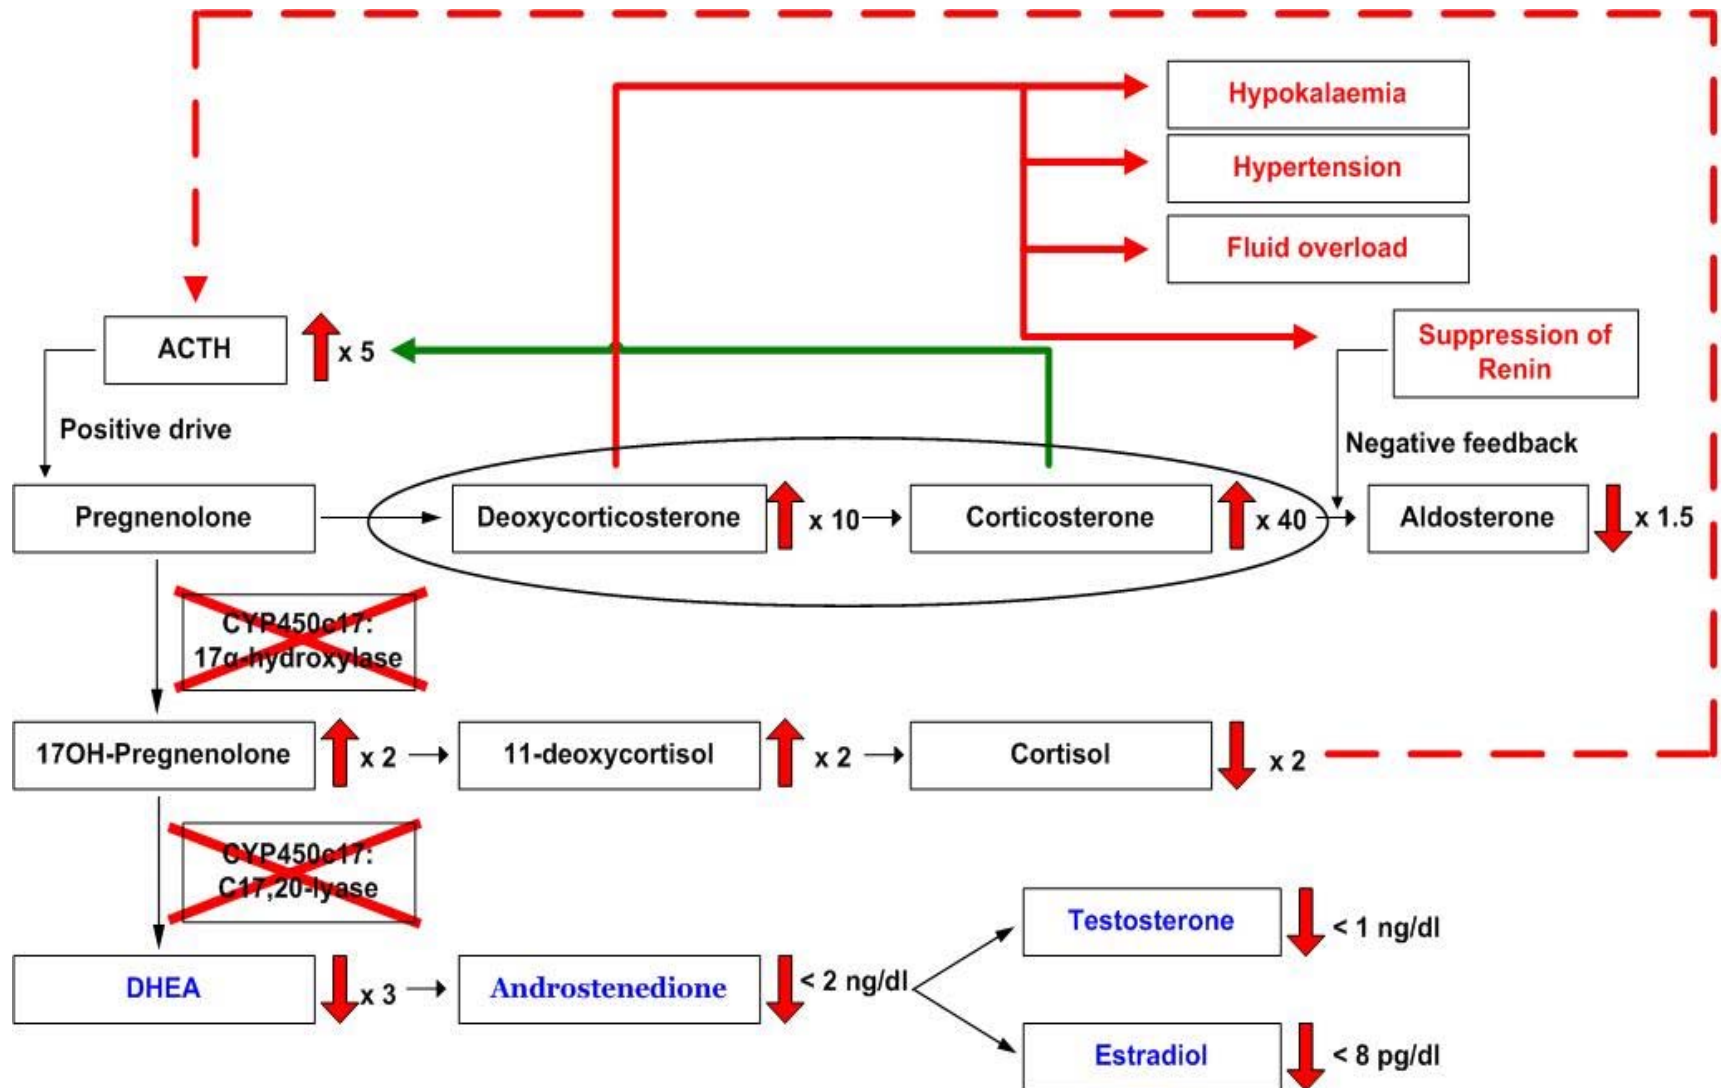 Hypokalaemia
Hypertension
Fluid overload
ACTH
x 5
Suppression of
Renin
Positive drive
Negative feedback
Pregnenolone
Deoxycorticosterone
x 10
Corticosterone
x 40
Aldosterone
x 1.5
CYP450c17:
17α-hydroxylase
17OH-Pregnenolone
x 2
11-deoxycortisol
x 2
Cortisol
x 2
CYP450c17:
C17,20-lyase
Testosterone
< 1 ng/dl
DHEA
x 3
Androstenedione
< 2 ng/dl
Estradiol
< 8 pg/dl